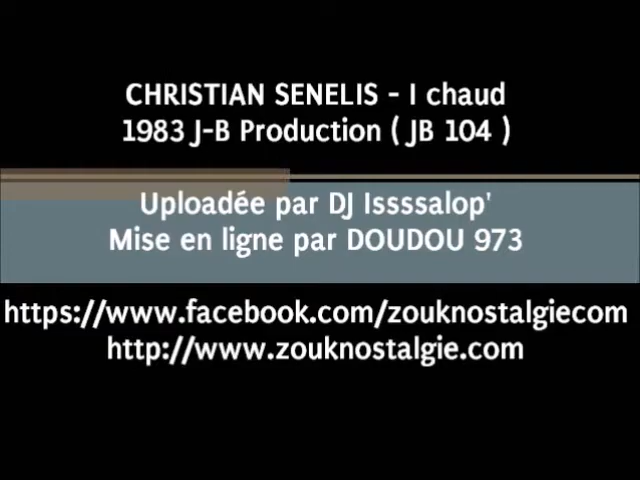 CHRISTIAN SENELIS - I chaud
1983 J-B Production ( JB 104 )
Uploadée par DJ Issssalop'
Mise en ligne par DOUDOU 973
https://www.facebook.com/zouknostalgiecom
http://www.zouknostalgie.com